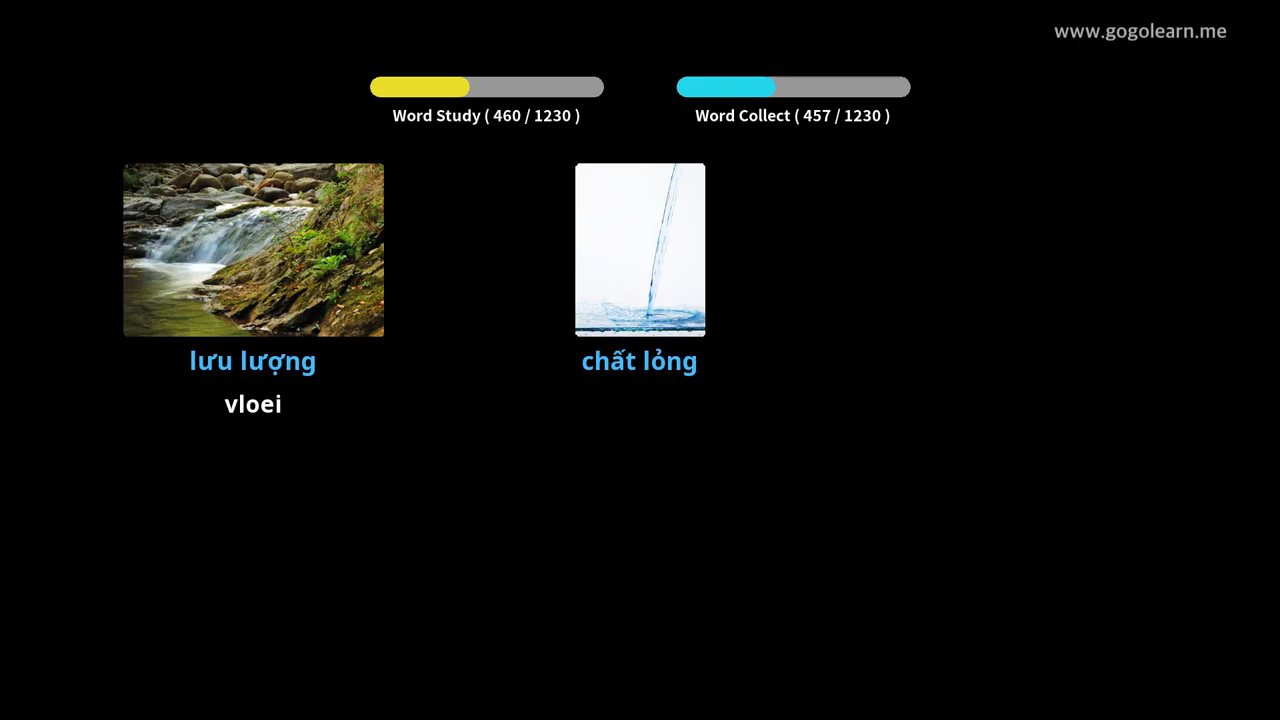 www.gogolearn.me
Word Study ( 460 / 1230 )
Word Collect ( 457 / 1230 )
lưu lượng
chất lỏng
vloei